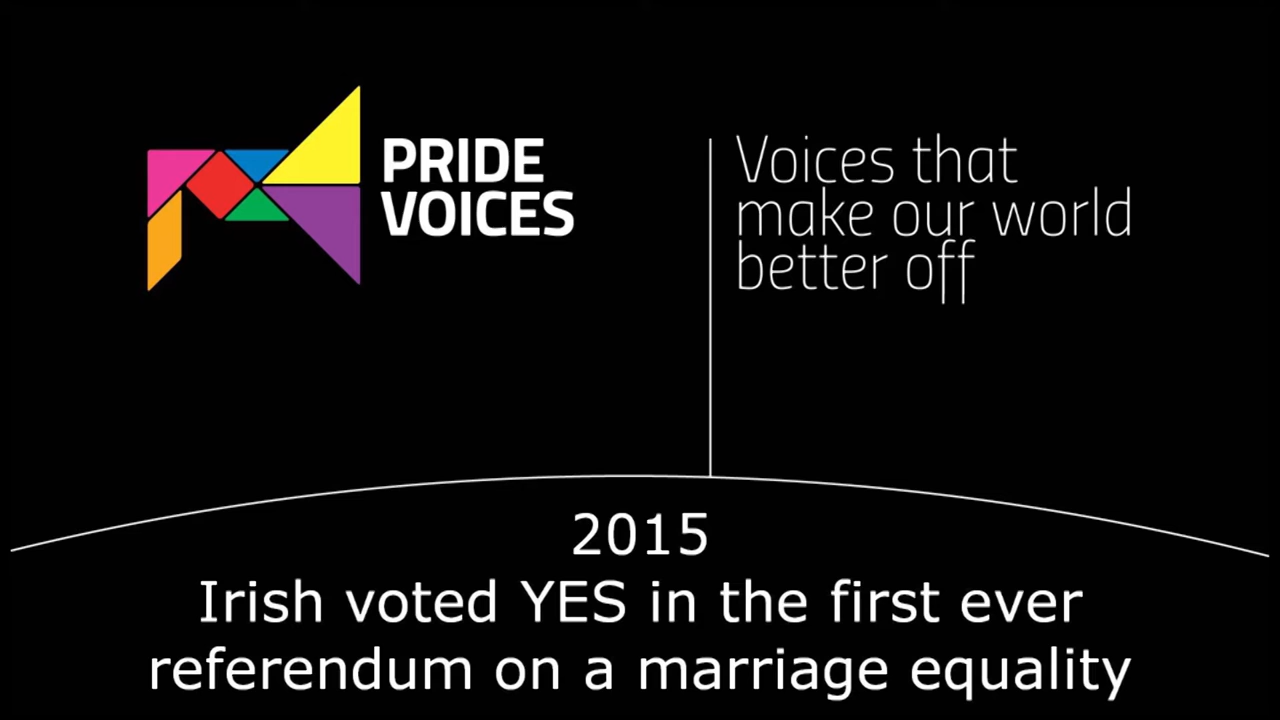 PRIDE
VOICES
Voices that
make our world
better off
2015
Irish voted YES in the first ever
referendum on a marriage equality